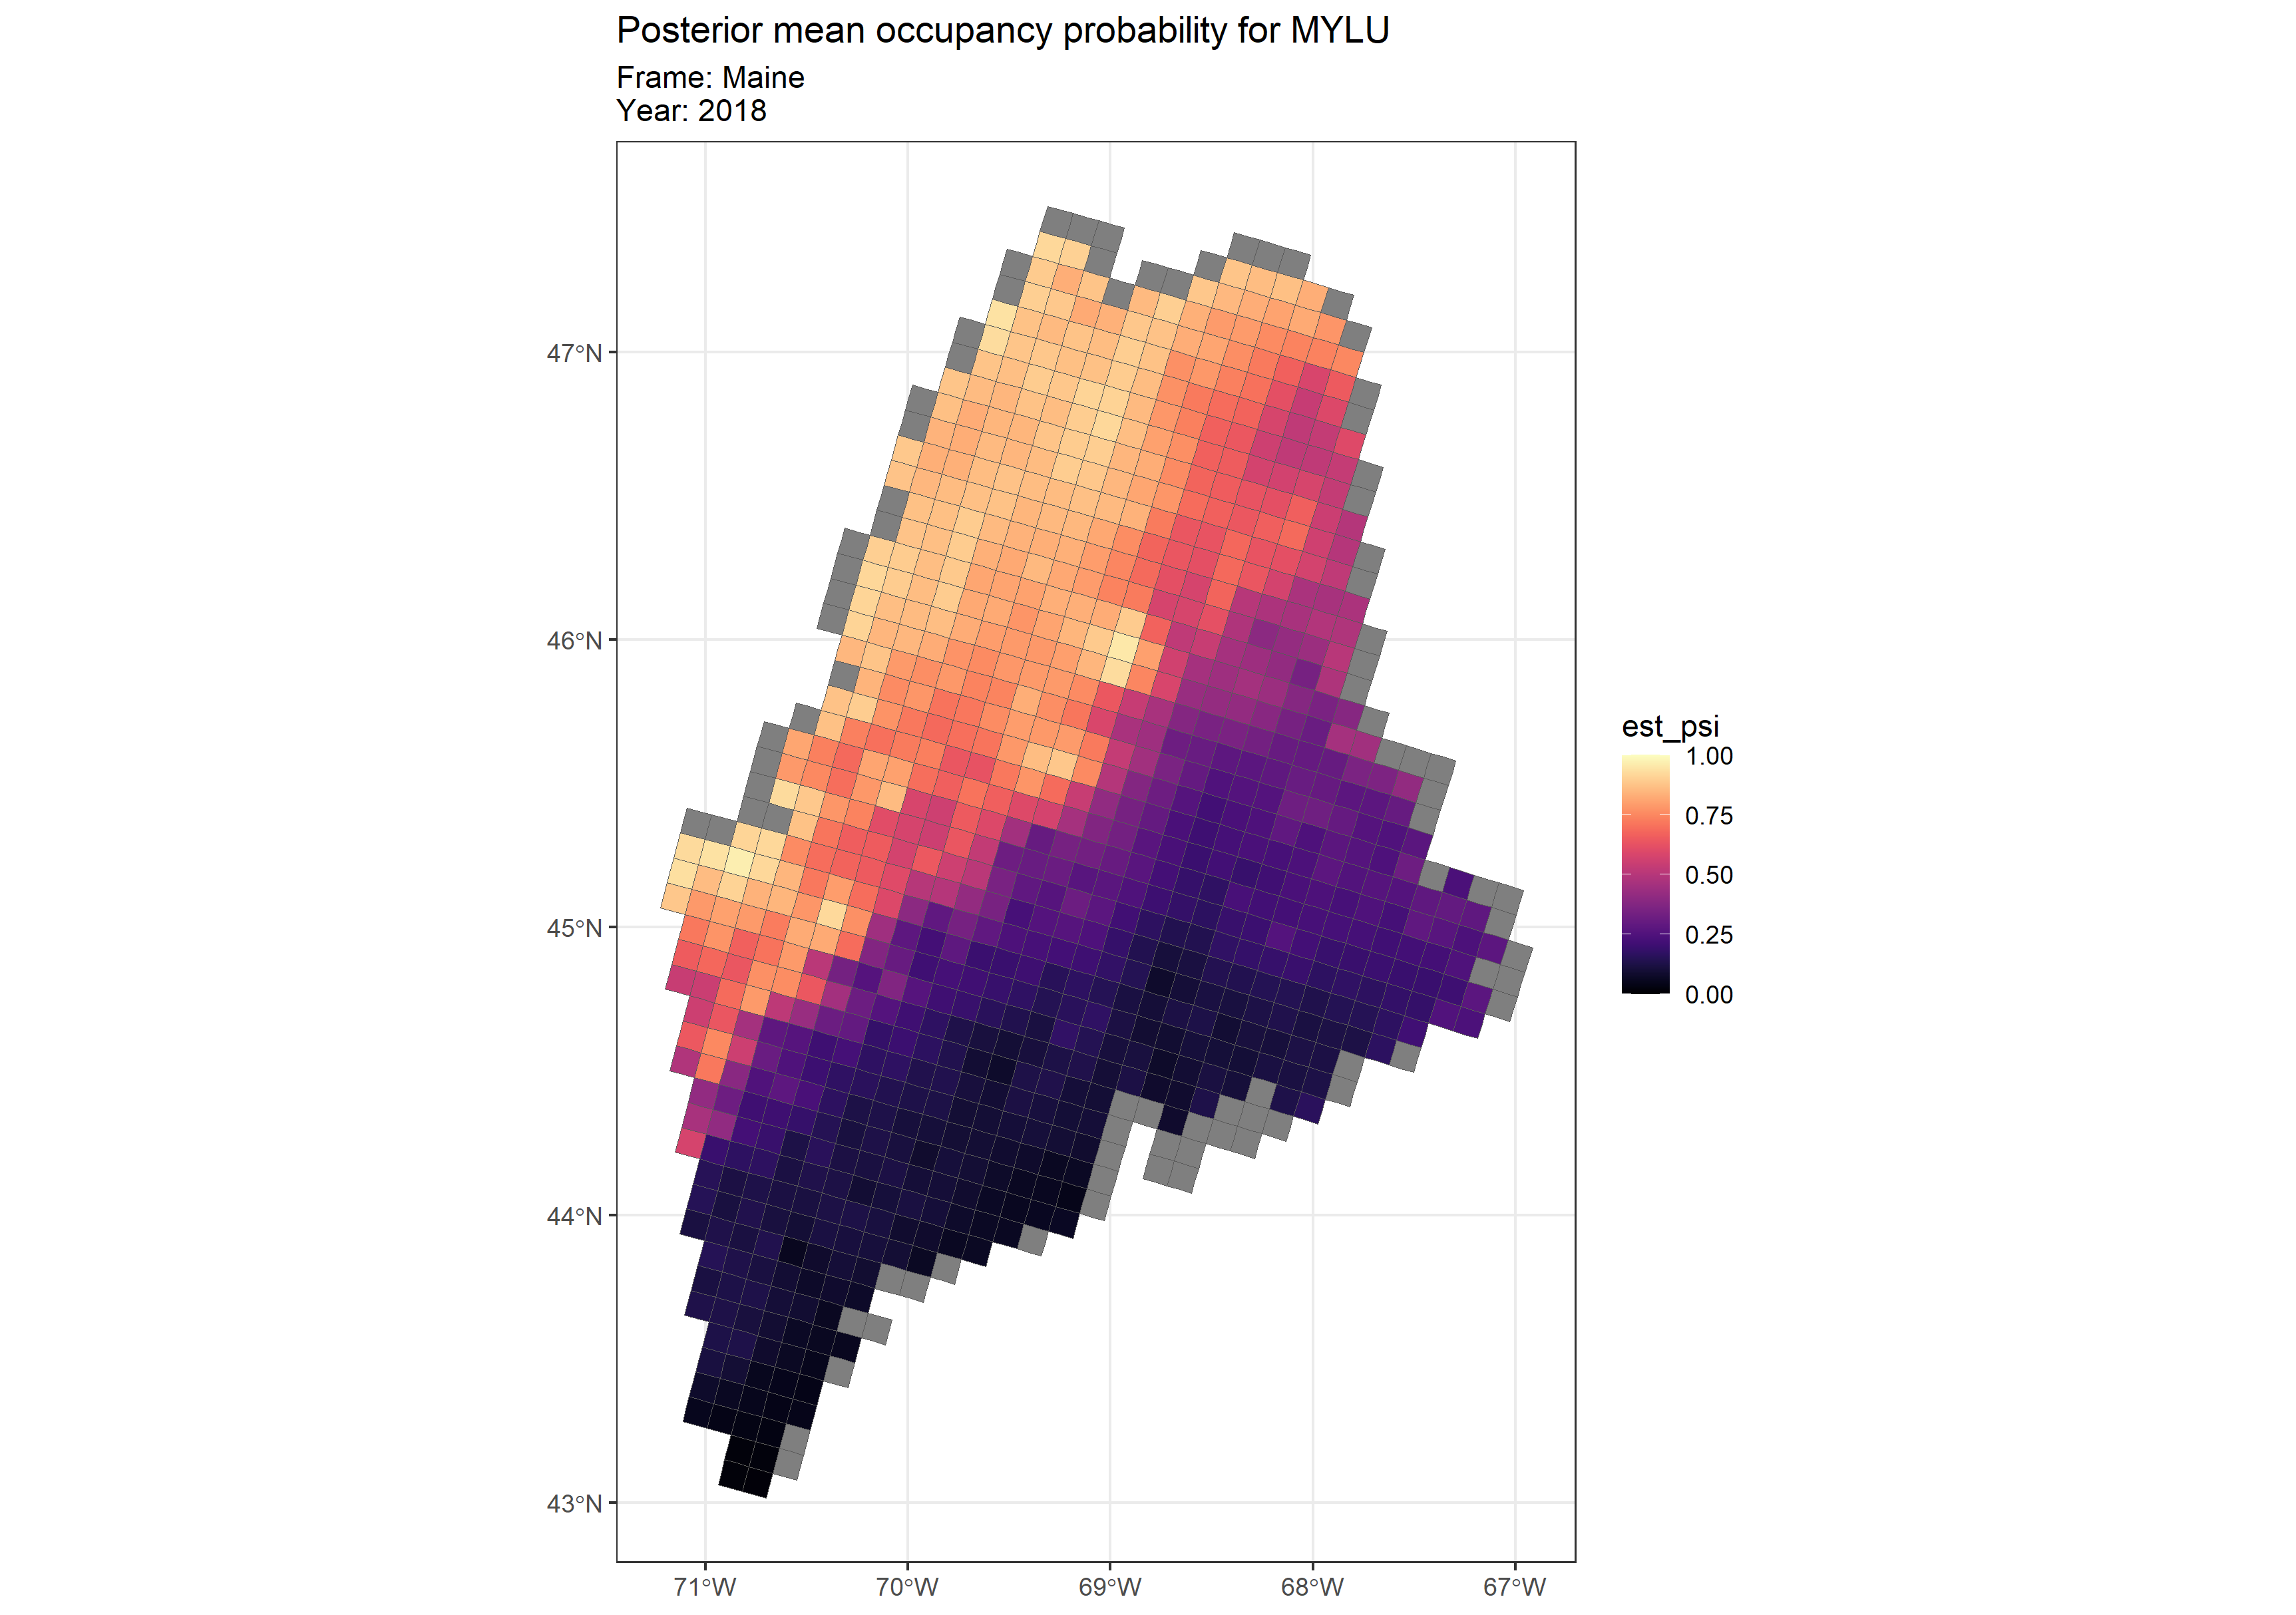 Posterior mean occupancy probability for MYLU
Frame: Maine
Year: 2018
47°N
46°N
45°N
44°N
43°N
71°W
70°W
69°W
68°W
67°W
est_psi
1.00
0.75
0.50
0.25
0.00